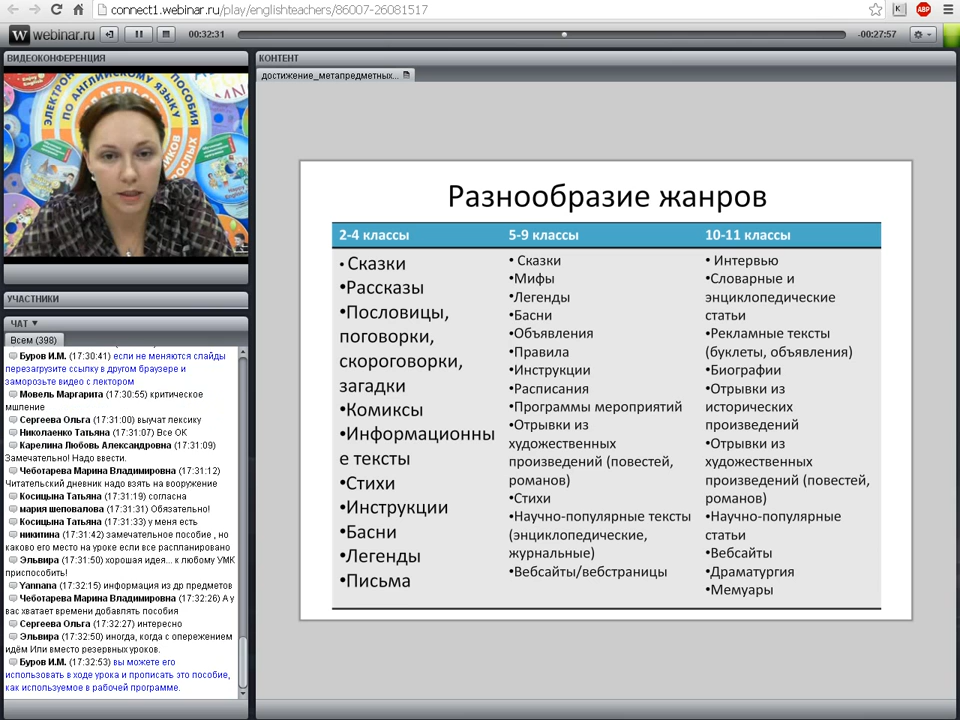 connect1.webinar.ru/play/englishteachers/86007-26081517
W webinar.ru
00:32:31
-00:27:57
ВИДЕОКОНФЕРЕНЦИЯ
ЭЛЕКТРОН
ПОСОБИЯ
ПО АНГЛИЙСКОМУ ЯЗЫКУ
УЧАСТНИКИ
ЧАТ ▼
Всем (398)
Буров И.М. (17:30:41) если не меняются слайды
перезагрузите ссылку в другом браузере и
заморозьте видео с лектором
Мовель Маргарита (17:30:55) критическое
мшление
Сергеева Ольга (17:31:00) выучат лексику
Николаенко Татьяна (17:31:07) Все ОК
Карелина Любовь Александровна (17:31:09)
Замечательно! Надо ввести.
Чеботарева Марина Владимировна (17:31:12)
Читательский дневник надо взять на вооружение
Косицына Татьяна (17:31:19) согласна
мария шеповалова (17:31:31) Обязательно!
Косицына Татьяна (17:31:33) у меня есть
никитина (17:31:42) замечательное пособие , но
каково его место на уроке если все распланировано
Эльвира (17:31:50) хорошая идея... к любому УМК
приспособить!
Yannana (17:32:15) информация из др предметов
Чеботарева Марина Владимировна (17:32:26) А у
вас хватает времени добавлять пособия
Сергеева Ольга (17:32:27) интересно
Эльвира (17:32:50) иногда, когда с опережением
идём Или вместо резервных уроков.
Буров И.М. (17:32:53) вы можете его
использовать в ходе урока и прописать это пособие,
как используемое в рабочей программе.
КОНТЕНТ
достижение_метапредметных...
Разнообразие жанров
2-4 классы
• Сказки
•Рассказы
•Пословицы,
поговорки,
скороговорки,
загадки
•Комиксы
•Информационны
е тексты
•Стихи
•Инструкции
•Басни
•Легенды
•Письма
5-9 классы
• Сказки
•Мифы
•Легенды
•Басни
•Объявления
•Правила
•Инструкции
•Расписания
•Программы мероприятий
•Отрывки из
художественных
произведений (повестей,
романов)
•Стихи
•Научно-популярные тексты
(энциклопедические,
журнальные)
•Вебсайты/вебстраницы
10-11 классы
• Интервью
•Словарные и
энциклопедические
статьи
•Рекламные тексты
(буклеты, объявления)
•Биографии
•Отрывки из
исторических
произведений
•Отрывки из
художественных
произведений (повестей,
романов)
•Научно-популярные
статьи
•Вебсайты
•Драматургия
•Мемуары